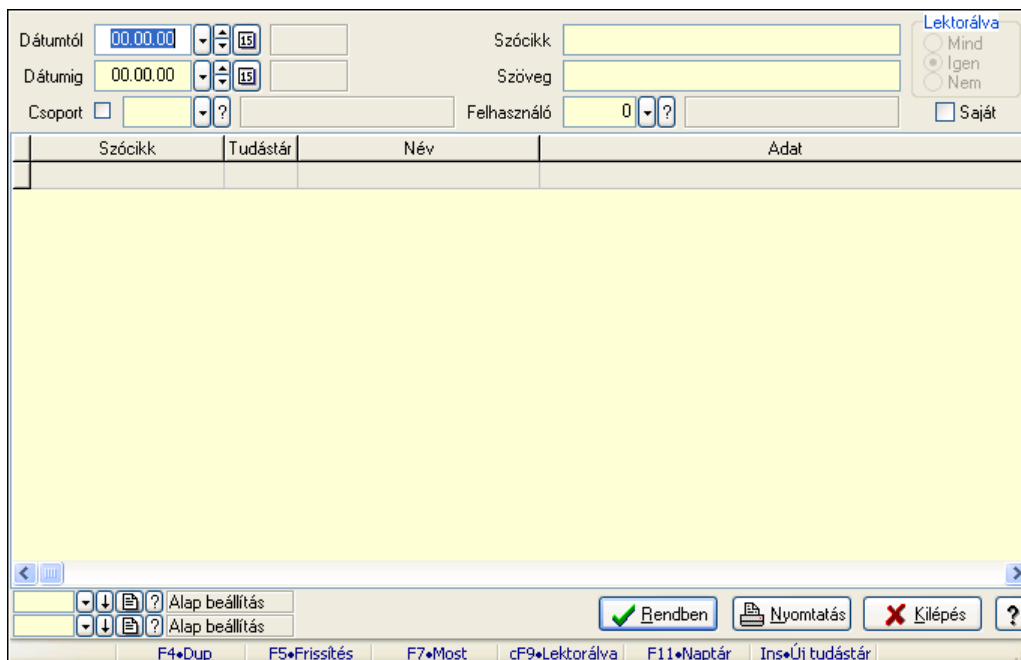 Dátumtól 00.00.00 15 Szócikk Lektorálva
Mind
Dátumig 00.00.00 15 Szöveg Igen
Nem
Csoport ? Felhasználó 0 ? Saját
Szócikk Tudástár Név Adat
? Alap beállítás
? Alap beállítás
Rendben Nyomtatás Kilépés ?
F4•Dup F5•Frissítés F7•Most cF9•Lektorálva F11•Naptár Ins•Új tudástár